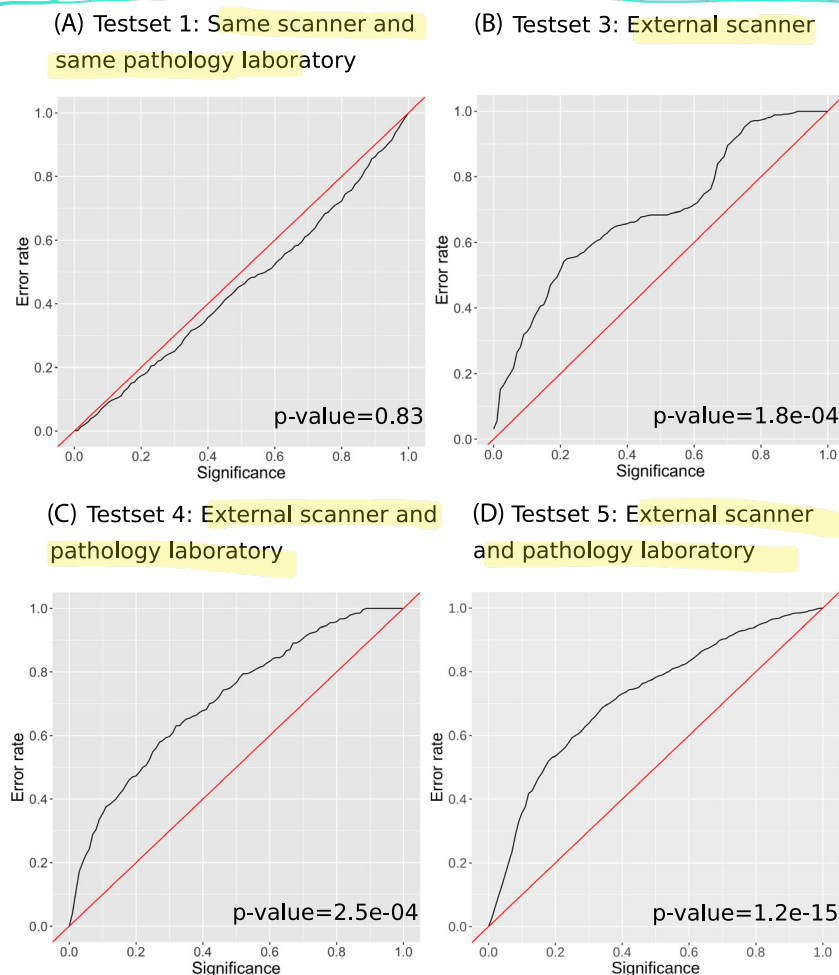 (A) Testset 1: Same scanner and
same pathology laboratory
1.0
0.8
0.6
0.4
0.2
0.0
Error rate
p-value=0.83
0.0 0.2 0.4 0.6 0.8 1.0
Significance
(B) Testset 3: External scanner
1.0
0.8
0.6
0.4
0.2
0.0
Error rate
p-value=1.8e-04
0.0 0.2 0.4 0.6 0.8 1.0
Significance
(C) Testset 4: External scanner and
pathology laboratory
1.0
0.8
0.6
0.4
0.2
0.0
Error rate
p-value=2.5e-04
0.0 0.2 0.4 0.6 0.8 1.0
Significance
(D) Testset 5: External scanner
and pathology laboratory
1.0
0.8
0.6
0.4
0.2
0.0
Error rate
p-value=1.2e-15
0.0 0.2 0.4 0.6 0.8 1.0
Significance